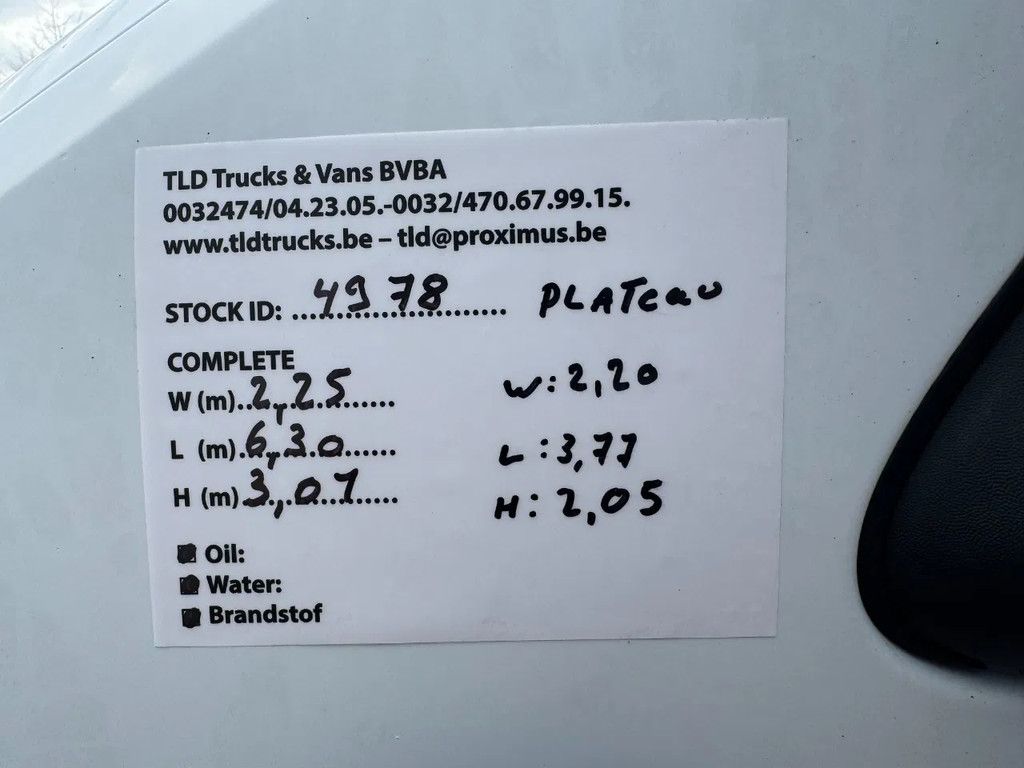 TLD Trucks & Vans BVBA
0032474/04.23.05.-0032/470.67.99.15.
www.tldtrucks.be – tld@proximus.be
STOCK ID: 4978 PLATeau
COMPLETE
W (m) 2,25 W: 2,20
L (m) 6,30 L: 3,77
H (m) 3,07 H: 2,05
Oil:
Water:
Brandstof